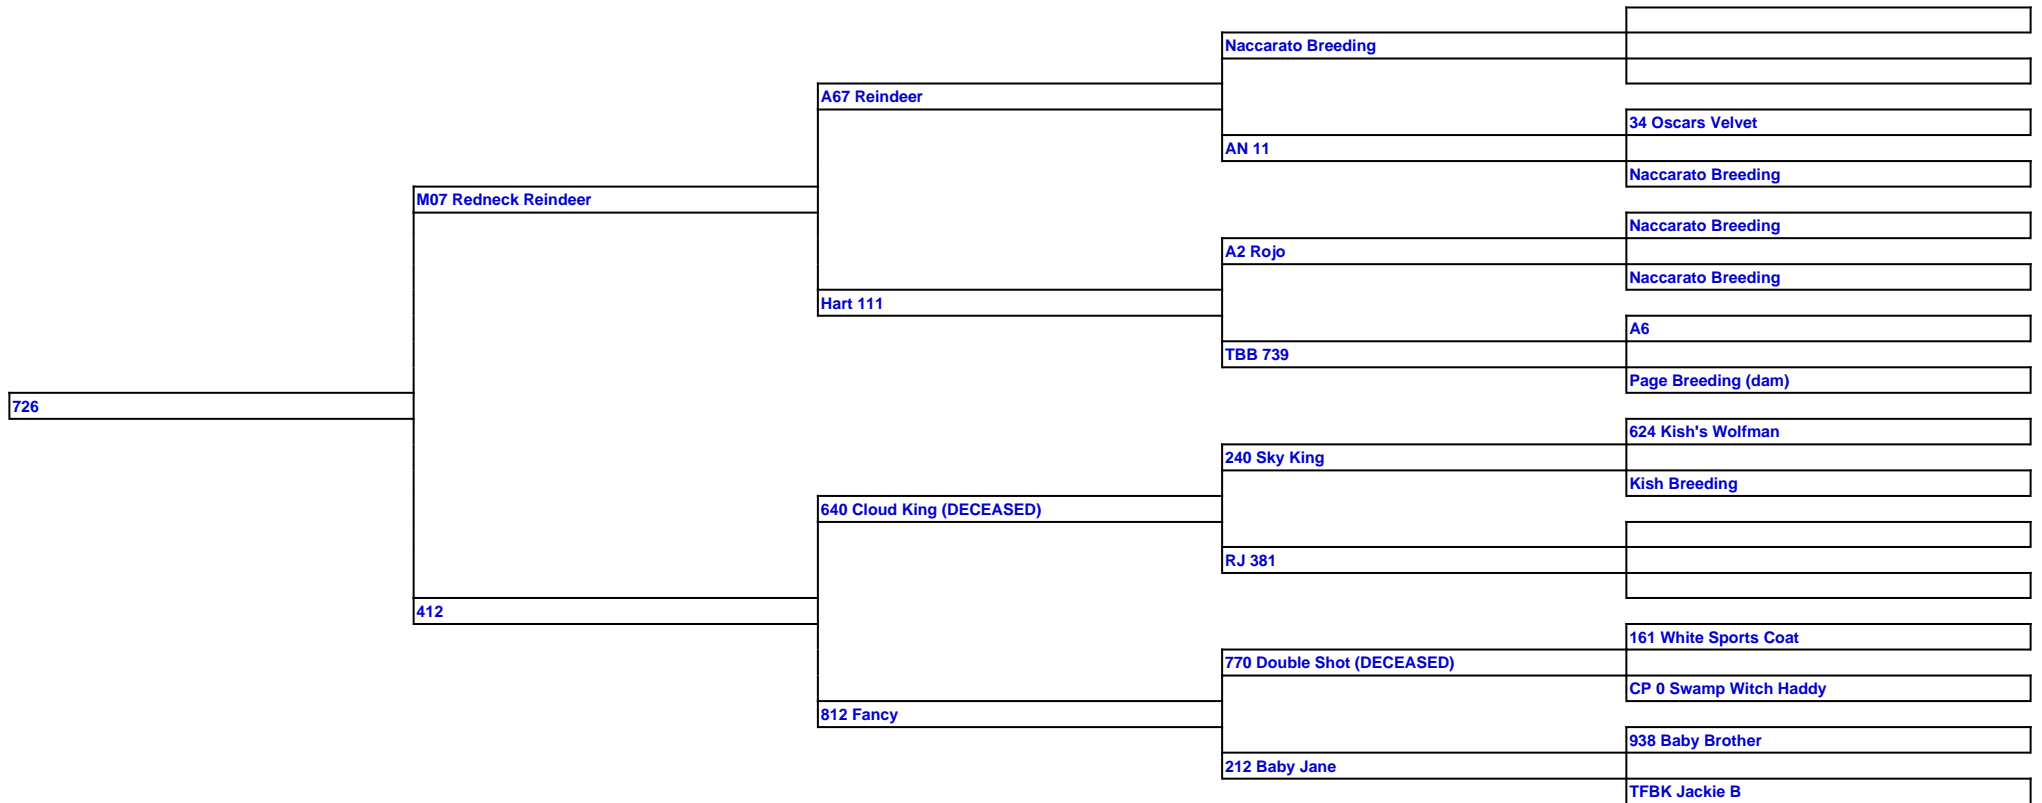 Naccarato Breeding
A67 Reindeer
34 Oscars Velvet
AN 11
Naccarato Breeding
M07 Redneck Reindeer
Naccarato Breeding
A2 Rojo
Naccarato Breeding
Hart 111
A6
TBB 739
Page Breeding (dam)
726
624 Kish's Wolfman
240 Sky King
Kish Breeding
640 Cloud King (DECEASED)
RJ 381
412
161 White Sports Coat
770 Double Shot (DECEASED)
CP 0 Swamp Witch Haddy
812 Fancy
938 Baby Brother
212 Baby Jane
TFBK Jackie B